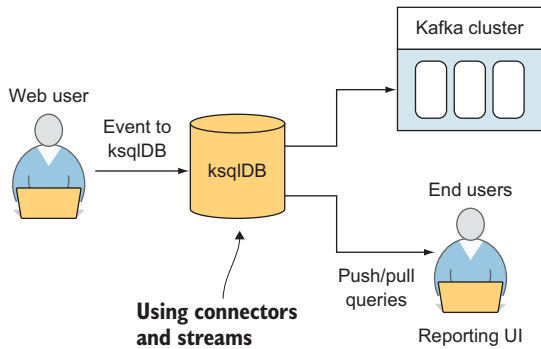 Kafka cluster
Web user
Event to
ksqlDB
ksqlDB
End users
Push/pull
queries
Using connectors
and streams
Reporting UI